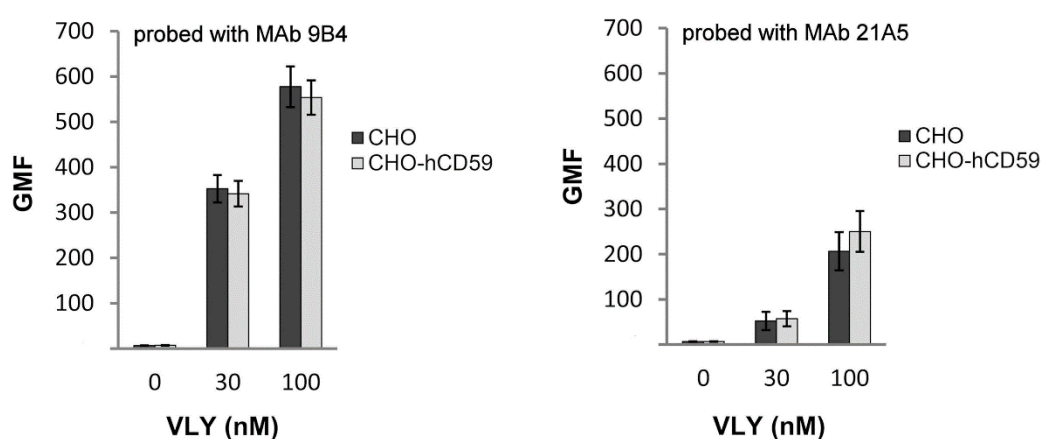 700
probed with MAb 9B4
600
500
400
300
200
100
GMF
CHO
CHO-hCD59
0 30 100
VLY (nM)
700
probed with MAb 21A5
600
500
400
300
200
100
GMF
CHO
CHO-hCD59
0 30 100
VLY (nM)